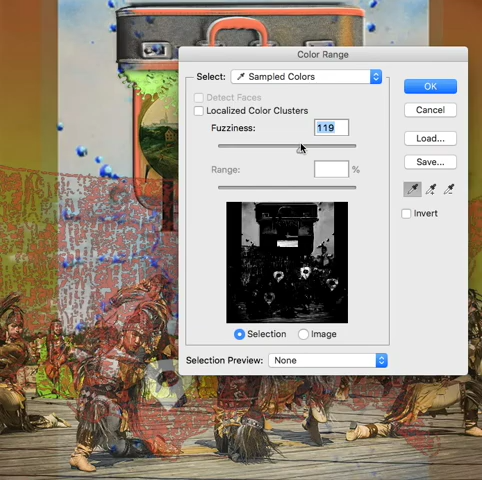 Color Range
Select: Sampled Colors
OK
Detect Faces
Cancel
Localized Color Clusters
Fuzziness: 119
Load...
Range: %
Save...
Invert
Selection Image
Selection Preview: None